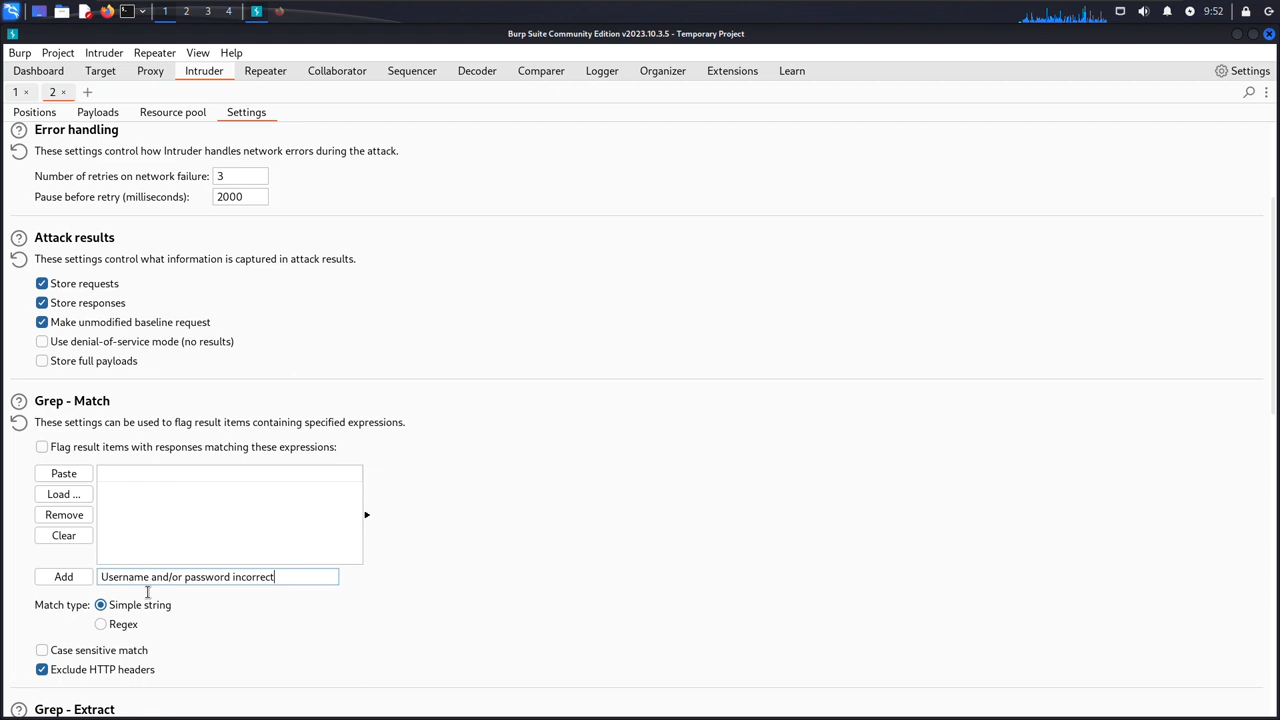 1 2 3 4 9:52
Burp Suite Community Edition v2023.10.3.5 - Temporary Project
Burp Project Intruder Repeater View Help
Dashboard Target Proxy Intruder Repeater Collaborator Sequencer Decoder Comparer Logger Organizer Extensions Learn Settings
1 × 2 × +
Positions Payloads Resource pool Settings
? Error handling
These settings control how Intruder handles network errors during the attack.
Number of retries on network failure: 3
Pause before retry (milliseconds): 2000
? Attack results
These settings control what information is captured in attack results.
Store requests
Store responses
Make unmodified baseline request
Use denial-of-service mode (no results)
Store full payloads
? Grep - Match
These settings can be used to flag result items containing specified expressions.
Flag result items with responses matching these expressions:
Paste
Load ...
Remove
Clear
Add Username and/or password incorrect
Match type: Simple string
Regex
Case sensitive match
Exclude HTTP headers
? Grep - Extract